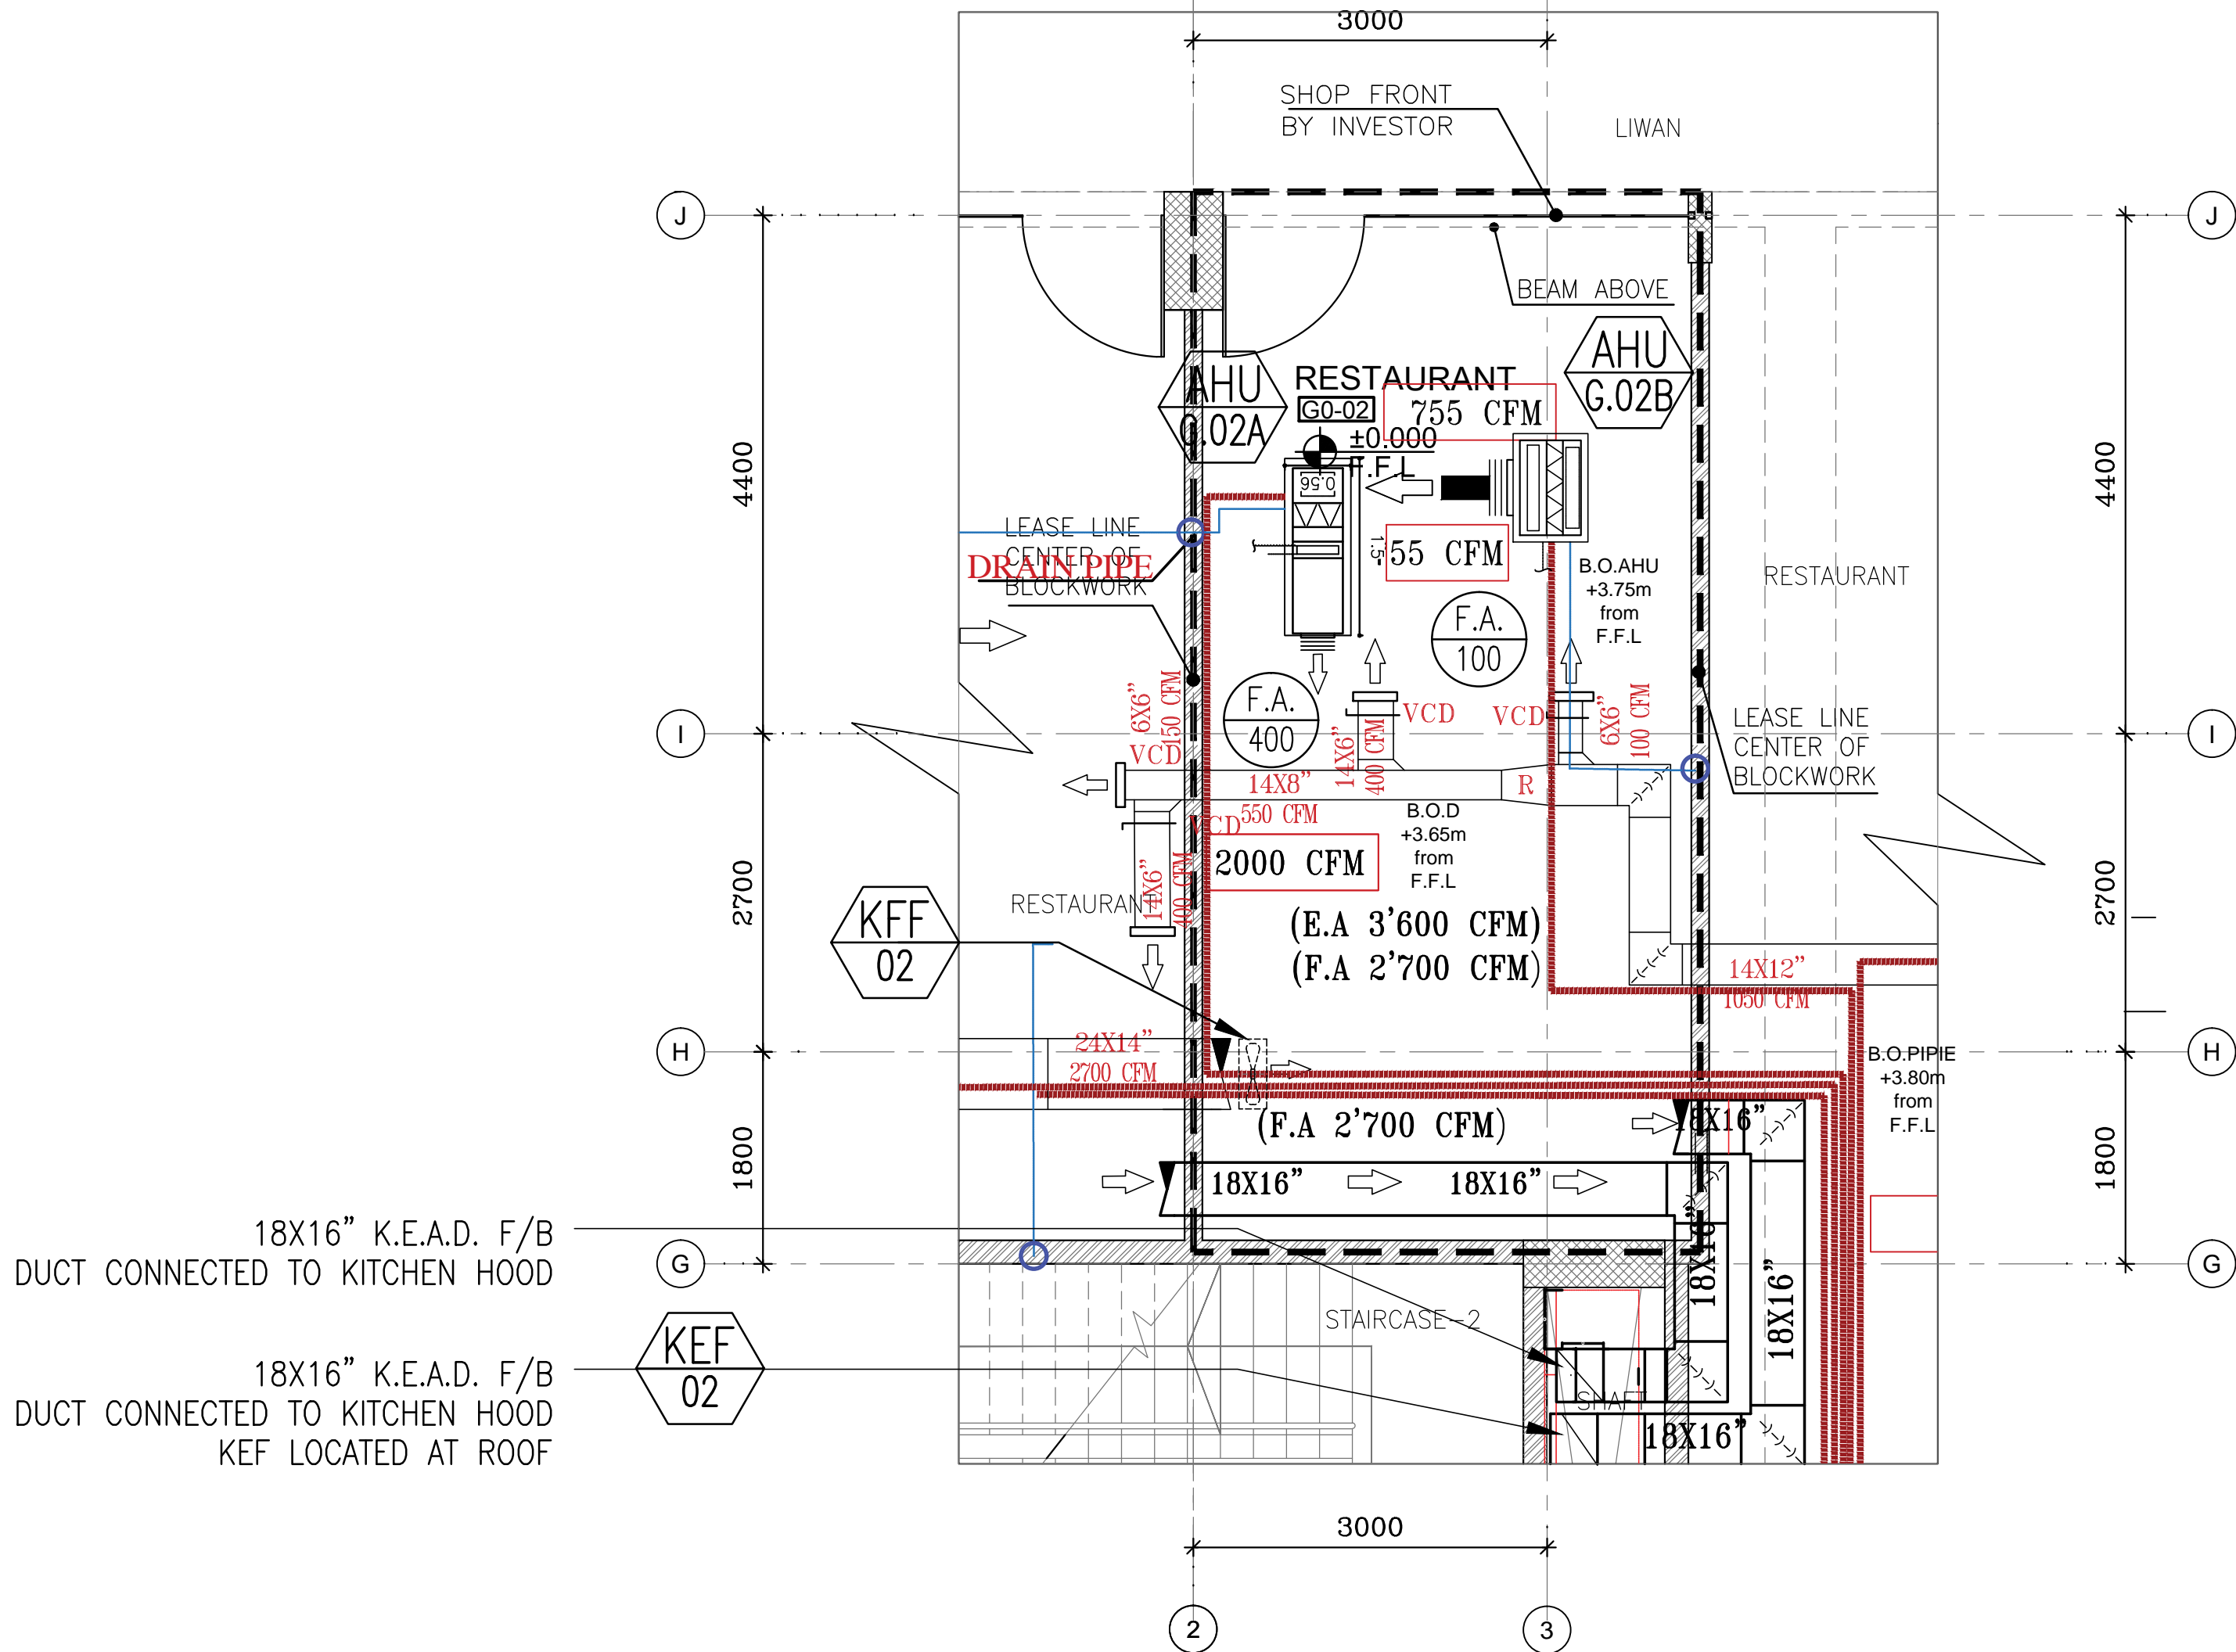 3000
SHOP FRONT
BY INVESTOR
LIWAN
J
J
BEAM ABOVE
AHU
G.02A
RESTAURANT
G0-02
755 CFM
±0.000
F.F.L
AHU
G.02B
4400
4400
0.56
LEASE LINE
CENTER OF
BLOCKWORK
DRAIN PIPE
55 CFM
B.O.AHU
+3.75m
from
F.F.L
RESTAURANT
F.A.
100
F.A.
400
6X6"
150 CFM
VCD
14X6"
400 CFM
VCD
VCD
6X6"
100 CFM
LEASE LINE
CENTER OF
BLOCKWORK
I
I
14X8"
550 CFM
R
VCD
B.O.D
+3.65m
from
F.F.L
2000 CFM
14X6"
400 CFM
RESTAURANT
2700
2700
KFF
02
(E.A 3'600 CFM)
(F.A 2'700 CFM)
14X12"
1050 CFM
H
H
24X14"
2700 CFM
B.O.PIPIE
+3.80m
from
F.F.L
(F.A 2'700 CFM)
18X16"
1800
1800
18X16"
18X16"
18X16"
18X16"
18X16" K.E.A.D. F/B
DUCT CONNECTED TO KITCHEN HOOD
G
G
STAIRCASE-2
KEF
02
18X16" K.E.A.D. F/B
DUCT CONNECTED TO KITCHEN HOOD
KEF LOCATED AT ROOF
SHAFT
18X16"
3000
2
3